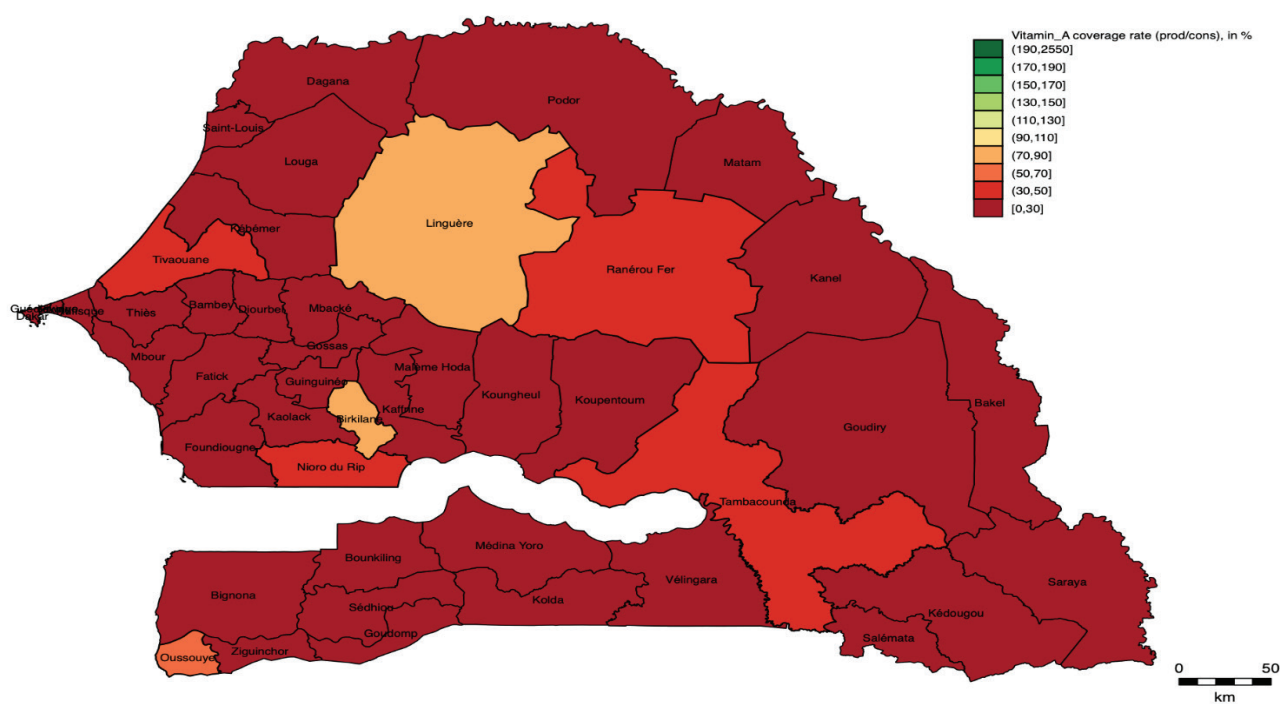 Vitamin_A coverage rate (prod/cons), in %
(190,2550]
(170,190]
(150,170]
(130,150]
(110,130]
(90,110]
(70,90]
(50,70]
(30,50]
[0,30]
Dagana
Podor
Saint-Louis
Louga
Matam
Linguère
Kébémer
Tivaouane
Ranérou Fer
Kanel
Thiès
Bambey
Diourbel
Mbacké
Dakar
Mbour
Gossas
Malème Hoda
Fatick
Guinguinéo
Koungheul
Koupentoum
Kaolack
Birkilane
Kaffrine
Bakel
Goudiry
Foundiougne
Nioro du Rip
Tambacounda
Médina Yoro
Bounkiling
Vélingara
Saraya
Bignona
Sédhiou
Kolda
Kédougou
Goudomp
Salémata
Oussouye
Ziguinchor
0 50
km